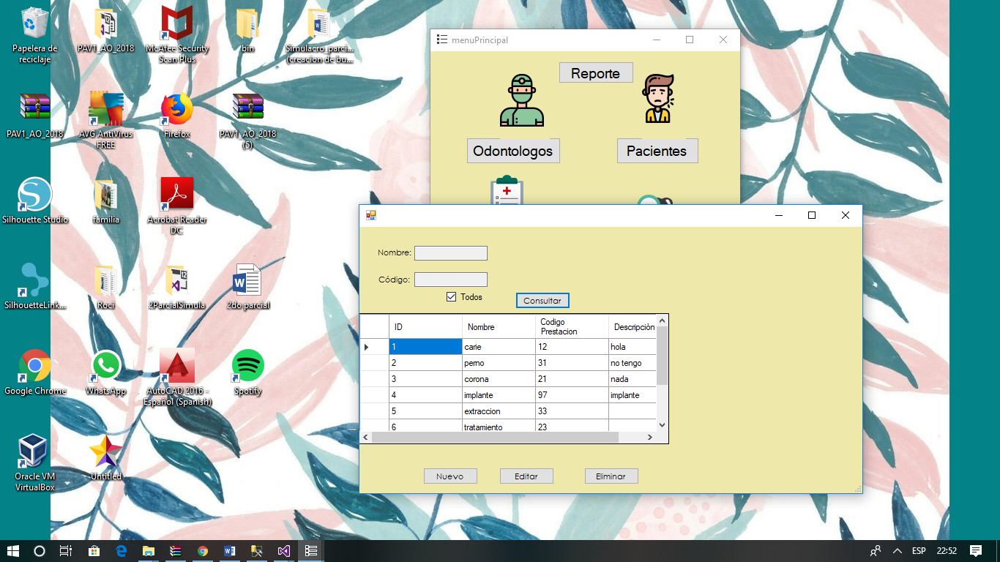 Papelera de
reciclaje
PAV1_AO_2018
McAfee Security
Scan Plus
bin
Simulacro_parci...
(creacion de bu...
PAV1_AO_2018
AVG AntiVirus
FREE
Firefox
PAV1_AO_2018
(5)
Silhouette Studio
familia
Acrobat Reader
DC
SilhouetteLink...
Roci
2ParcialSimula
2do parcial
Google Chrome
WhatsApp
AutoCAD 2016 -
Español (Spanish)
Spotify
Oracle VM
VirtualBox
Untitled
menuPrincipal
Reporte
Odontologos
Pacientes
Nombre:
Código:
Todos
Consultar
ID Nombre Codigo Prestacion Descripciòn
1 carie 12 hola
2 perno 31 no tengo
3 corona 21 nada
4 implante 97 implante
5 extraccion 33
6 tratamiento 23
Nuevo Editar Eliminar
ESP 22:52